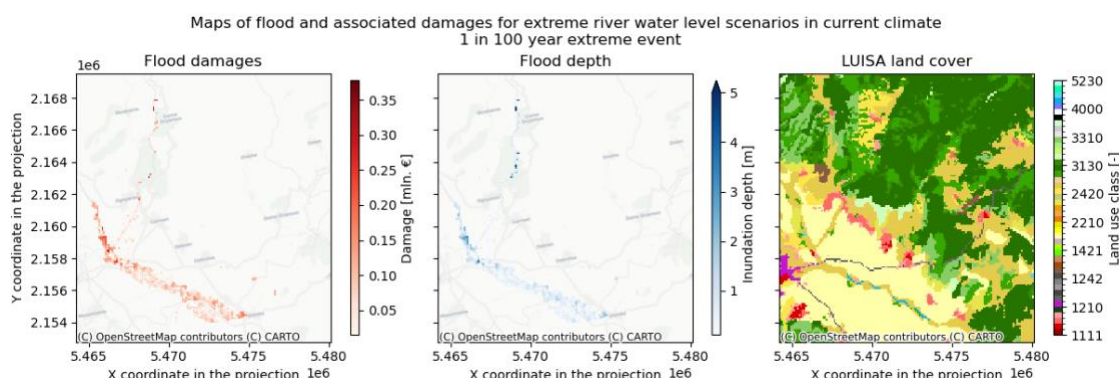 Maps of flood and associated damages for extreme river water level scenarios in current climate
1 in 100 year extreme event
Flood damages
Flood depth
LUISA land cover
1e6
2.168
2.166
2.164
2.162
2.160
2.158
2.156
2.154
Y coordinate in the projection
(C) OpenStreetMap contributors (C) CARTO
5.465 5.470 5.475 5.480
X coordinate in the projection 1e6
0.35
0.30
0.25
0.20
0.15
0.10
0.05
Damage [mln. €]
(C) OpenStreetMap contributors (C) CARTO
5.465 5.470 5.475 5.480
X coordinate in the projection 1e6
5
4
3
2
1
Inundation depth [m]
5.465 5.470 5.475 5.480
X coordinate in the projection 1e6
5230
4000
3310
3130
2420
2210
1421
1242
1210
1111
Land use class [-]